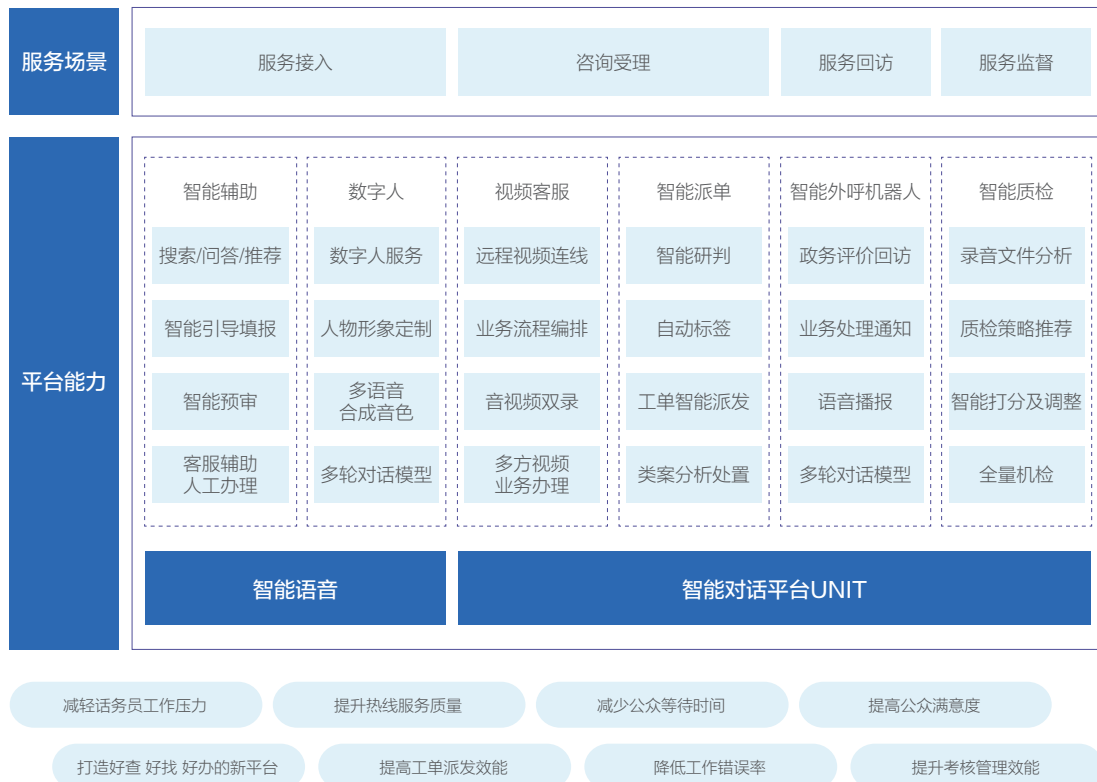 服务场景
服务接入
咨询受理
服务回访
服务监督
平台能力
智能辅助
搜索/问答/推荐
智能引导填报
智能预审
客服辅助
人工办理
数字人
数字人服务
人物形象定制
多语音
合成音色
多轮对话模型
视频客服
远程视频连线
业务流程编排
音视频双录
多方视频
业务办理
智能派单
智能研判
自动标签
工单智能派发
类案分析处置
智能外呼机器人
政务评价回访
业务处理通知
语音播报
多轮对话模型
智能质检
录音文件分析
质检策略推荐
智能打分及调整
全量机检
智能语音
智能对话平台UNIT
减轻话务员工作压力
提升热线服务质量
减少公众等待时间
提高公众满意度
打造好查 好找 好办的新平台
提高工单派发效能
降低工作错误率
提升考核管理效能